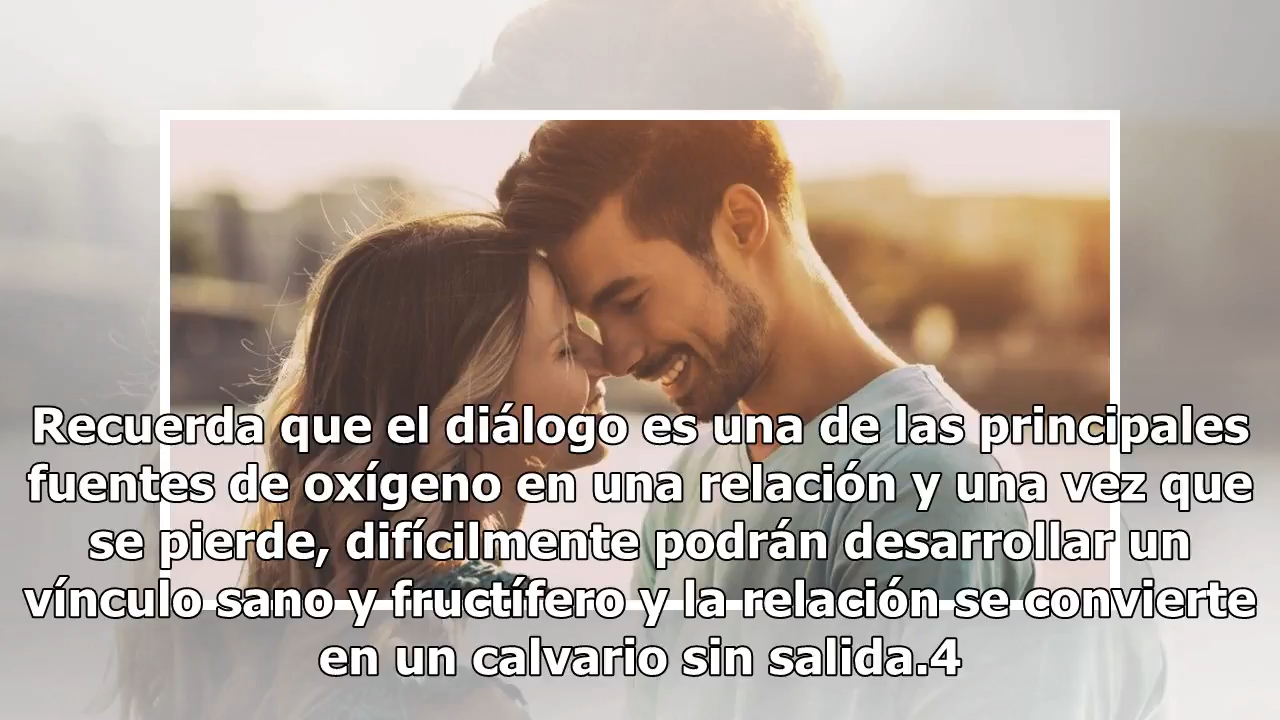 Recuerda que el diálogo es una de las principales
fuentes de oxígeno en una relación y una vez que
se pierde, difícilmente podrán desarrollar un
vínculo sano y fructífero y la relación se convierte
en un calvario sin salida.4